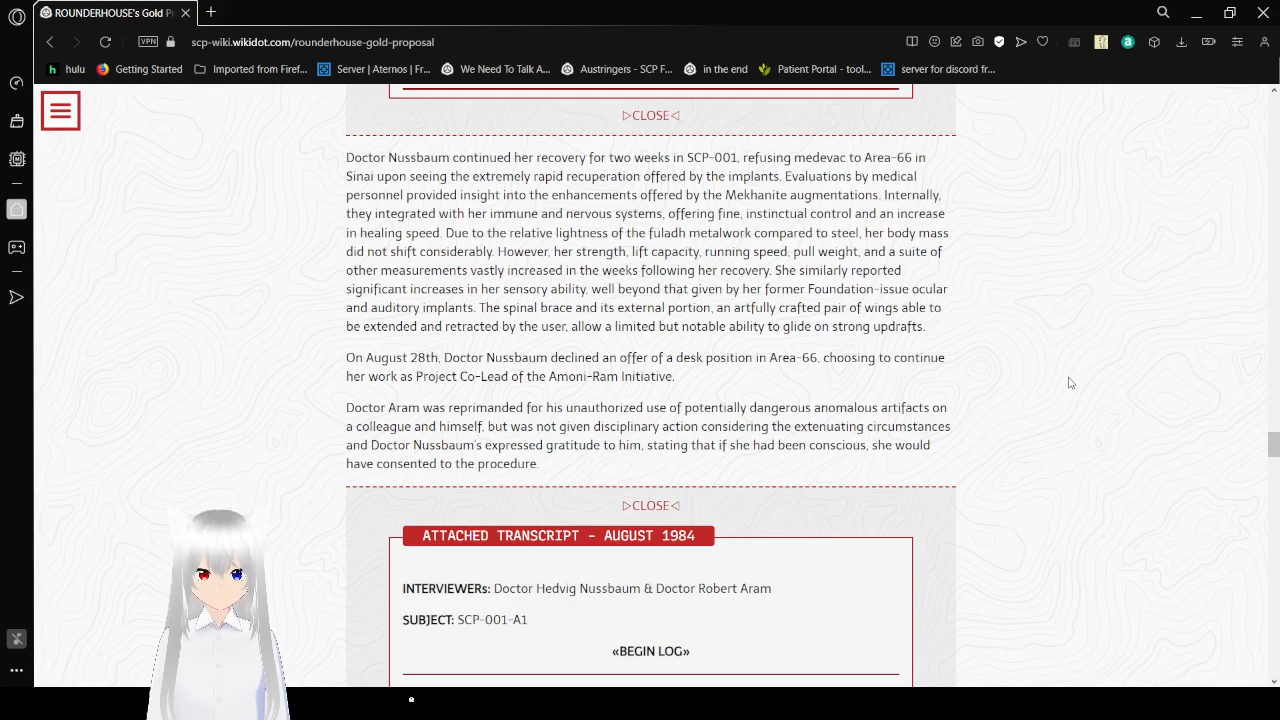 ROUNDERHOUSE's Gold Pr
VPN
scp-wiki.wikidot.com/rounderhouse-gold-proposal
hulu
Getting Started
Imported from Firef...
Server | Aternos | Fr...
We Need To Talk A...
Austringers - SCP F...
in the end
Patient Portal - tool...
server for discord fr...
▷CLOSE◁
Doctor Nussbaum continued her recovery for two weeks in SCP-001, refusing medevac to Area-66 in
Sinai upon seeing the extremely rapid recuperation offered by the implants. Evaluations by medical
personnel provided insight into the enhancements offered by the Mekhanite augmentations. Internally,
they integrated with her immune and nervous systems, offering fine, instinctual control and an increase
in healing speed. Due to the relative lightness of the fuladh metalwork compared to steel, her body mass
did not shift considerably. However, her strength, lift capacity, running speed, pull weight, and a suite of
other measurements vastly increased in the weeks following her recovery. She similarly reported
significant increases in her sensory ability, well beyond that given by her former Foundation-issue ocular
and auditory implants. The spinal brace and its external portion, an artfully crafted pair of wings able to
be extended and retracted by the user, allow a limited but notable ability to glide on strong updrafts.
On August 28th, Doctor Nussbaum declined an offer of a desk position in Area-66, choosing to continue
her work as Project Co-Lead of the Amoni-Ram Initiative.
Doctor Aram was reprimanded for his unauthorized use of potentially dangerous anomalous artifacts on
a colleague and himself, but was not given disciplinary action considering the extenuating circumstances
and Doctor Nussbaum's expressed gratitude to him, stating that if she had been conscious, she would
have consented to the procedure.
▷CLOSE◁
ATTACHED TRANSCRIPT - AUGUST 1984
INTERVIEWERs: Doctor Hedvig Nussbaum & Doctor Robert Aram
SUBJECT: SCP-001-A1
«BEGIN LOG»